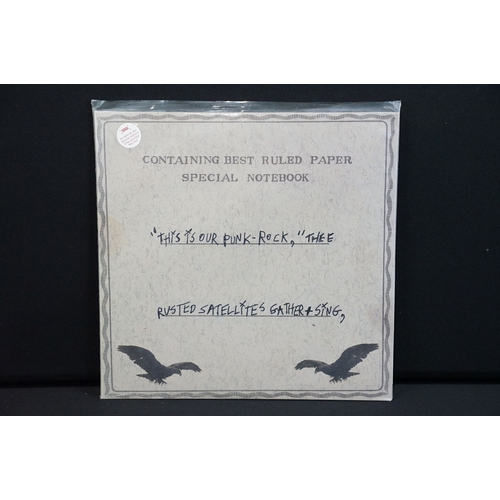 CONTAINING BEST RULED PAPER
SPECIAL NOTEBOOK
"THiS iS OUR PUNK-ROCK," THEE
RUSTED SATELLITES GATHER + SiNG,